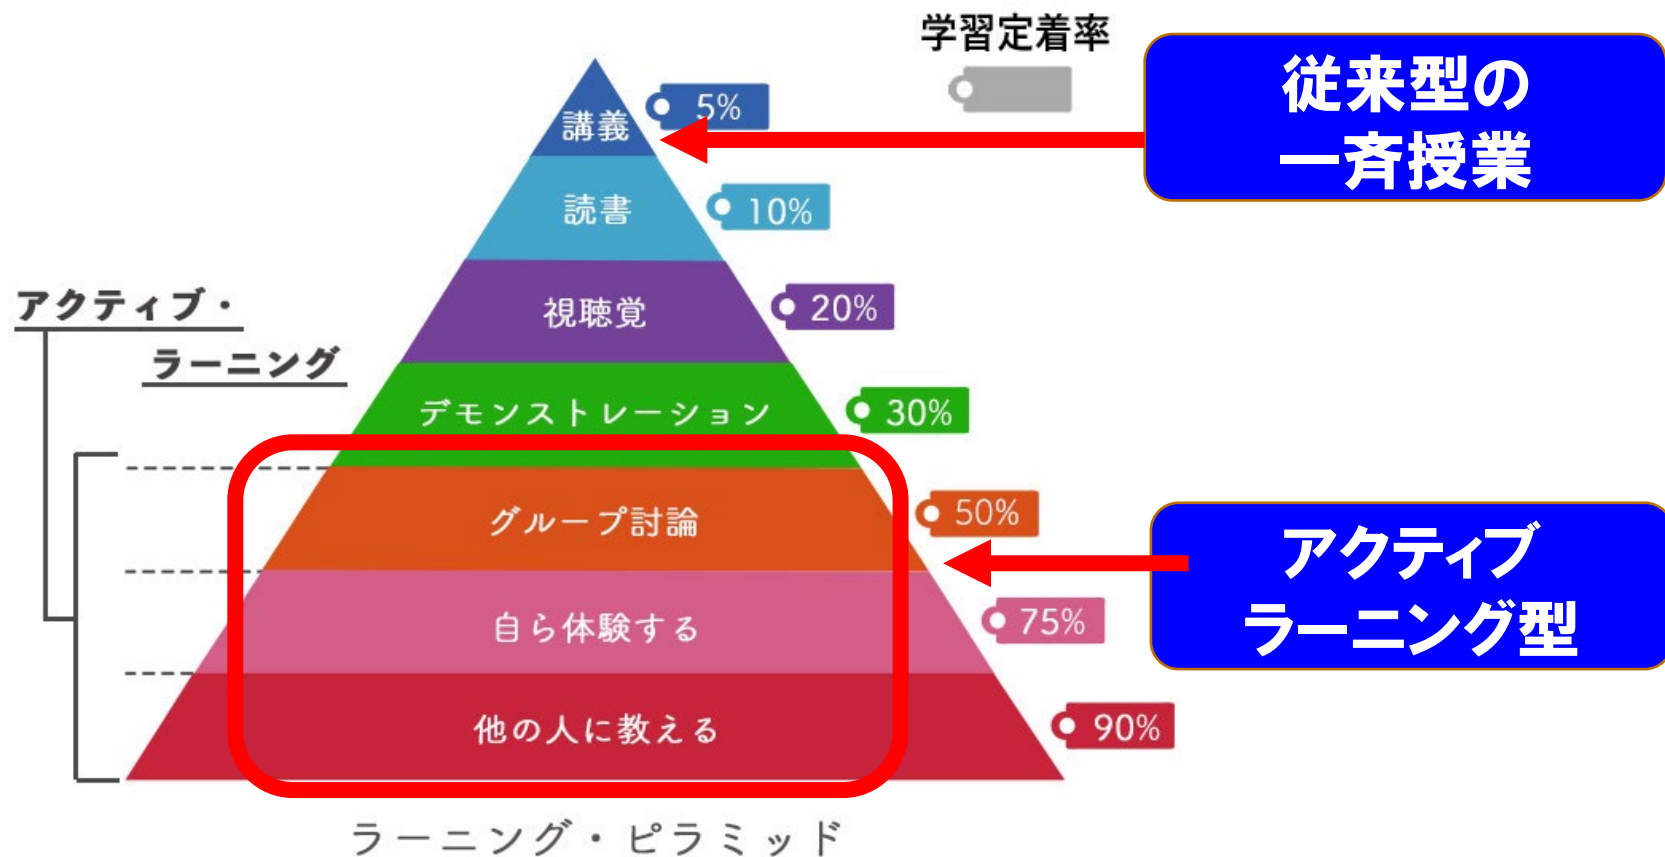 学習定着率
従来型の
一斉授業
講義
5%
読書
10%
視聴覚
20%
アクティブ・
ラーニング
デモンストレーション
30%
グループ討論
50%
アクティブ
ラーニング型
自ら体験する
75%
他の人に教える
90%
ラーニング・ピラミッド